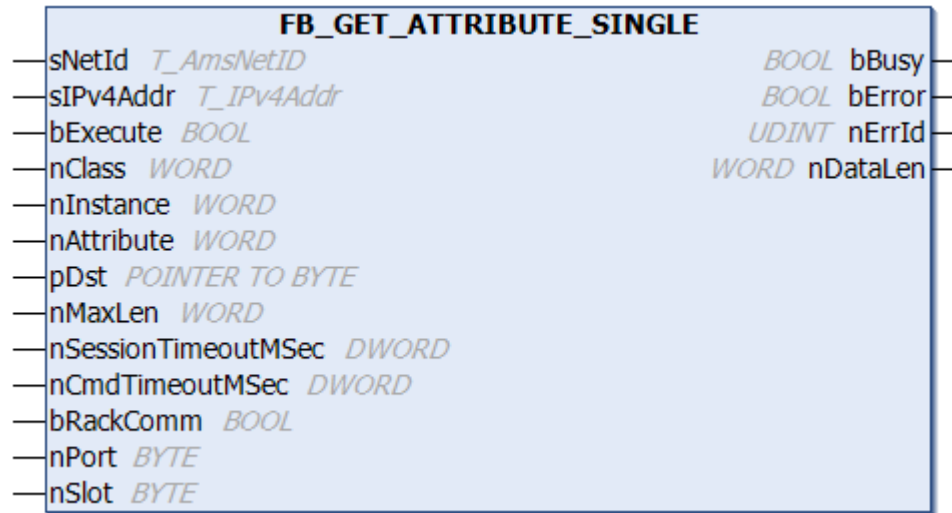 FB_GET_ATTRIBUTE_SINGLE
sNetId T_AmsNetID BOOL bBusy
sIPv4Addr T_IPv4Addr BOOL bError
bExecute BOOL UDINT nErrId
nClass WORD WORD nDataLen
nInstance WORD
nAttribute WORD
pDst POINTER TO BYTE
nMaxLen WORD
nSessionTimeoutMSec DWORD
nCmdTimeoutMSec DWORD
bRackComm BOOL
nPort BYTE
nSlot BYTE